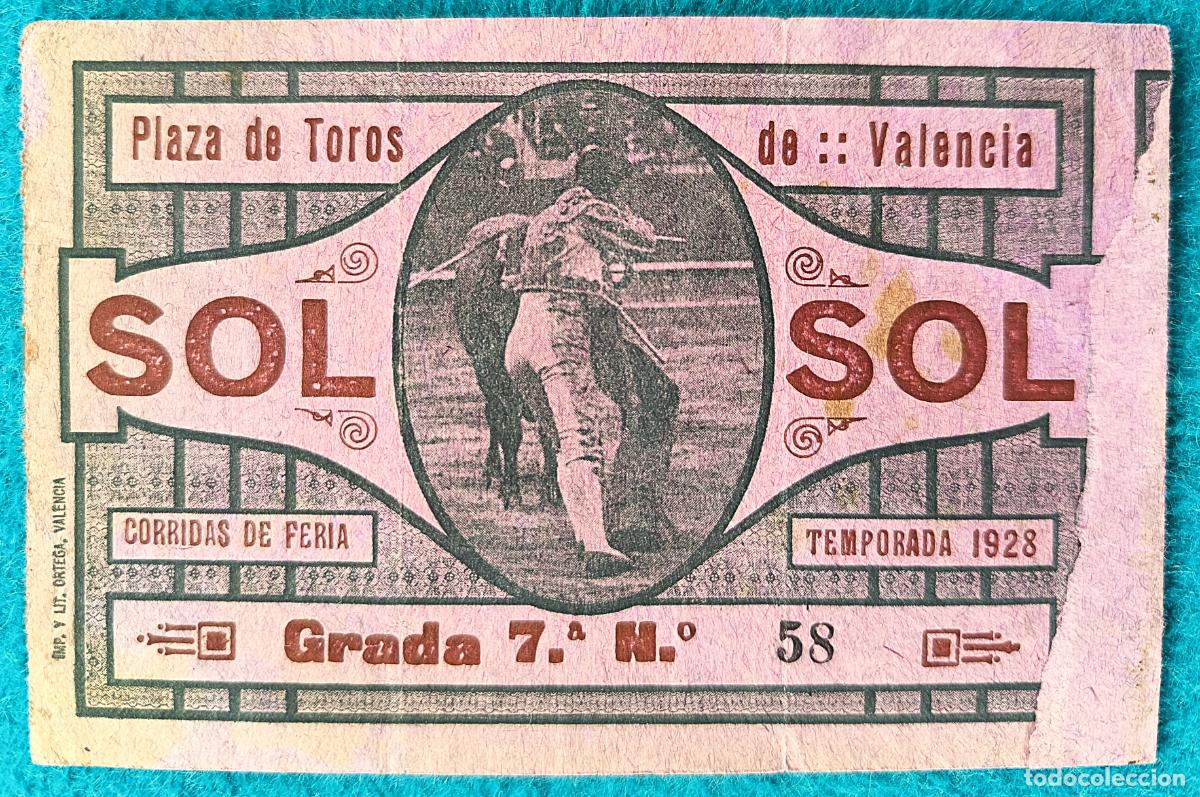 Plaza de Toros de :: Valencia
SOL SOL
CORRIDAS DE FERIA
TEMPORADA 1928
Grada 7.ª N.º 58
IMP. Y LIT. ORTEGA, VALENCIA
todocoleccion